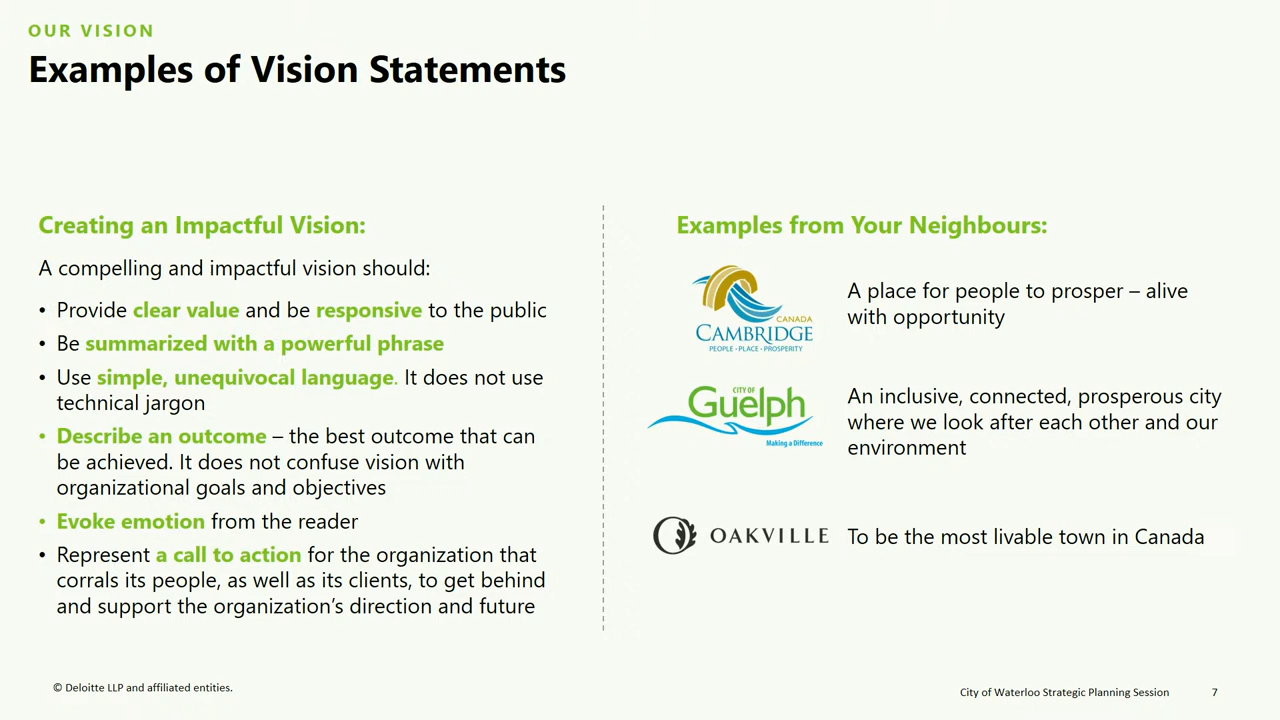 OUR VISION
Examples of Vision Statements
Creating an Impactful Vision:
A compelling and impactful vision should:
• Provide clear value and be responsive to the public
• Be summarized with a powerful phrase
• Use simple, unequivocal language. It does not use
technical jargon
• Describe an outcome – the best outcome that can
be achieved. It does not confuse vision with
organizational goals and objectives
• Evoke emotion from the reader
• Represent a call to action for the organization that
corrals its people, as well as its clients, to get behind
and support the organization's direction and future
Examples from Your Neighbours:
CANADA
CAMBRIDGE
PEOPLE • PLACE • PROSPERITY
A place for people to prosper – alive
with opportunity
CITY OF
Guelph
Making a Difference
An inclusive, connected, prosperous city
where we look after each other and our
environment
OAKVILLE
To be the most livable town in Canada
© Deloitte LLP and affiliated entities.
City of Waterloo Strategic Planning Session
7